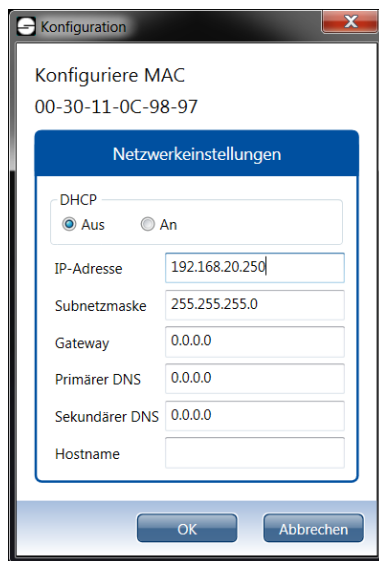 Konfiguration
Konfiguriere MAC
00-30-11-0C-98-97
Netzwerkeinstellungen
DHCP
Aus An
IP-Adresse 192.168.20.250
Subnetzmaske 255.255.255.0
Gateway 0.0.0.0
Primärer DNS 0.0.0.0
Sekundärer DNS 0.0.0.0
Hostname
OK Abbrechen